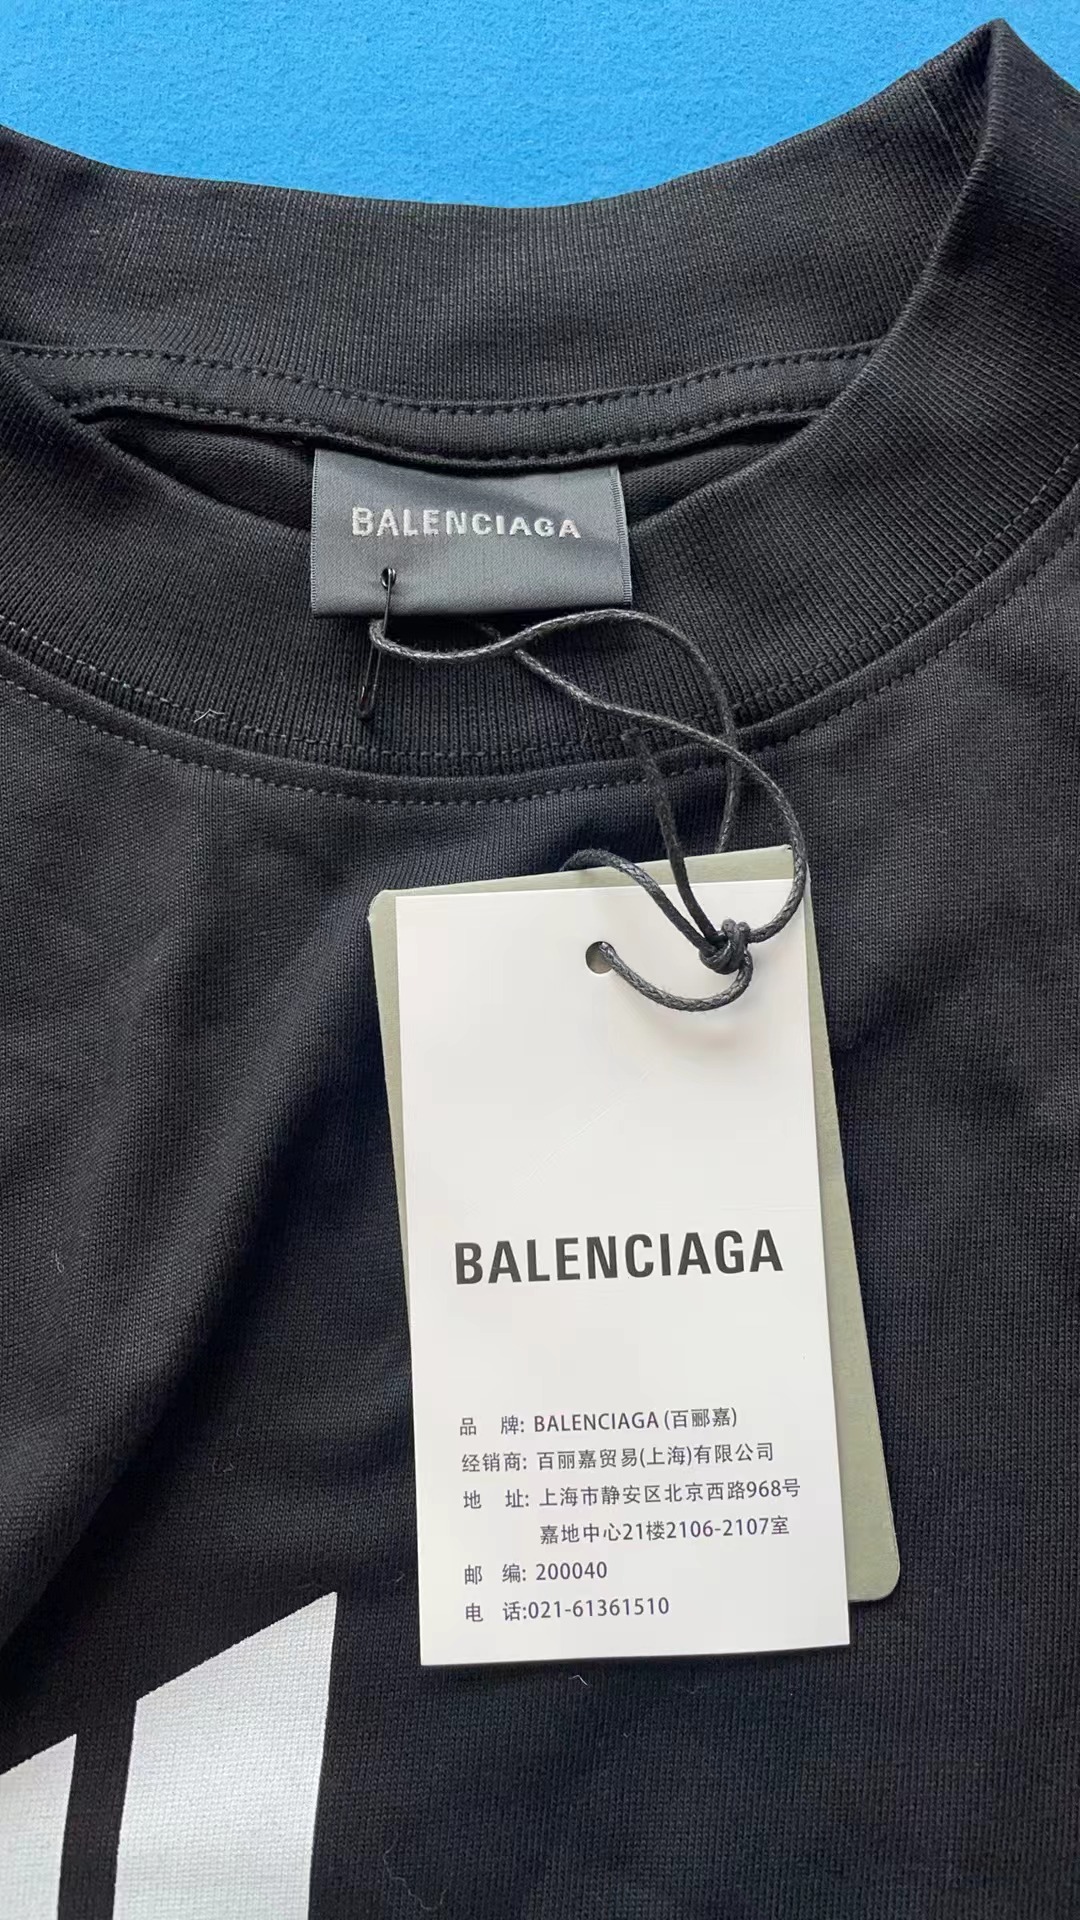 BALENCIAGA
BALENCIAGA
品 牌: BALENCIAGA (百郦嘉)
经销商: 百丽嘉贸易(上海)有限公司
地 址: 上海市静安区北京西路968号
嘉地中心21楼2106-2107室
邮 编: 200040
电 话:021-61361510